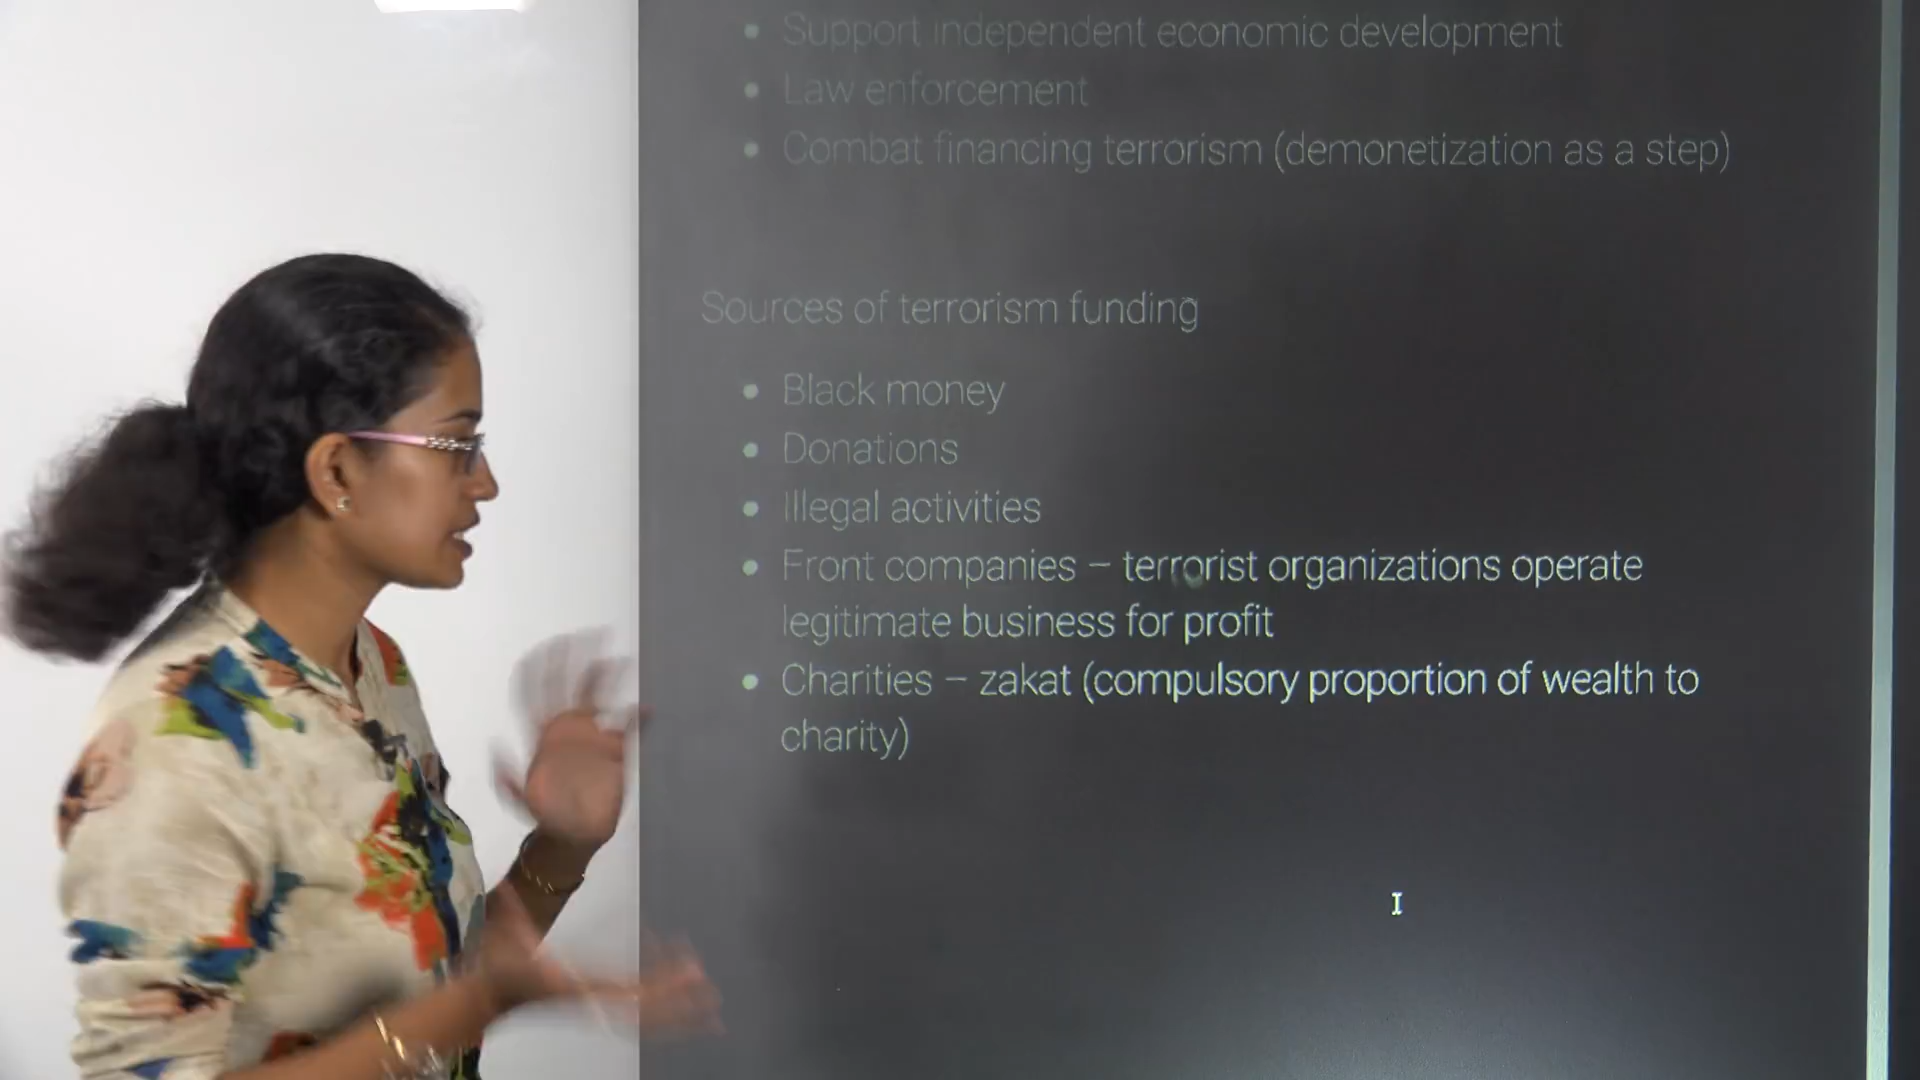 • Support independent economic development
• Law enforcement
• Combat financing terrorism (demonetization as a step)
Sources of terrorism funding
• Black money
• Donations
• Illegal activities
• Front companies – terrorist organizations operate
legitimate business for profit
• Charities – zakat (compulsory proportion of wealth to
charity)